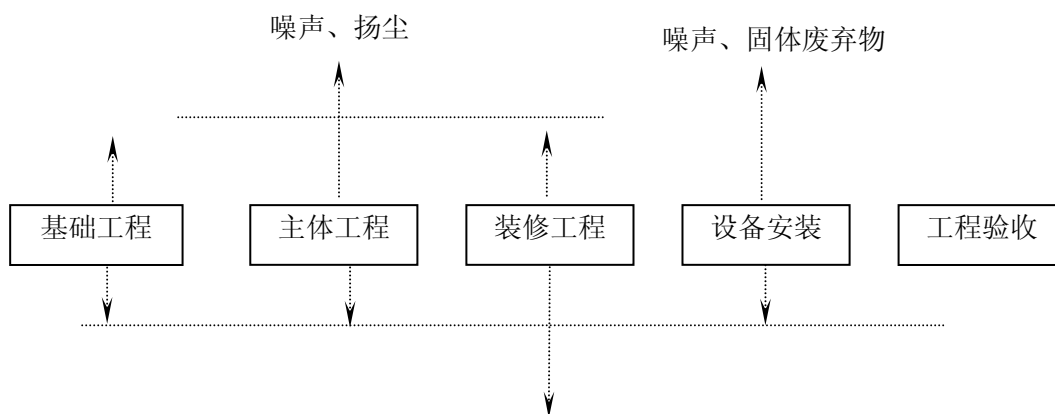 噪声、扬尘
噪声、固体废弃物
基础工程
主体工程
装修工程
设备安装
工程验收